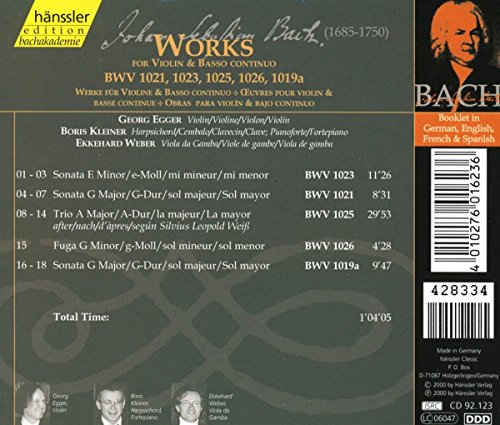 hänssler
edition
bachakademie
Johann Sebastian Bach. (1685-1750)
WORKS
FOR VIOLIN & BASSO CONTINUO
BWV 1021, 1023, 1025, 1026, 1019a
WERKE FÜR VIOLINE & BASSO CONTINUO + ŒUVRES POUR VIOLIN &
BASSE CONTINUE + OBRAS PARA VIOLÍN & BAJO CONTINUO
GEORG EGGER Violin/Violine/Violon/Violín
BORIS KLEINER Harpsichord/Cembalo/Clavecin/Clave; Pianoforte/Fortepiano
EKKEHARD WEBER Viola da Gamba/Viole de gambe/Viola de gamba
01 - 03 Sonata E Minor/e-Moll/mi mineur/mi menor BWV 1023 11'26
04 - 07 Sonata G Major/G-Dur/sol majeur/Sol mayor BWV 1021 8'31
08 - 14 Trio A Major/A-Dur/la majeur/La mayor BWV 1025 29'53
after/nach/d'après/según Silvius Leopold Weiß
15 Fuga G Minor/g-Moll/sol mineur/sol menor BWV 1026 4'28
16 - 18 Sonata G Major/G-Dur/sol majeur/Sol mayor BWV 1019a 9'47
Total Time: 1'04'05
Georg
Egger,
Violin
Boris
Kleiner,
Harpsichord,
Fortepiano
Ekkehard
Weber,
Viola da
Gamba
BACH
Booklet in
German, English,
French & Spanish
4 010276 016236
428334
Made in Germany
hänssler Classic
P. O. Box
D-71087 Holzgerlingen/Germany
℗ 2000 by Hänssler Verlag
© 2000 by Hänssler Verlag
ISRC CD 92.123
LC 06047 DDD